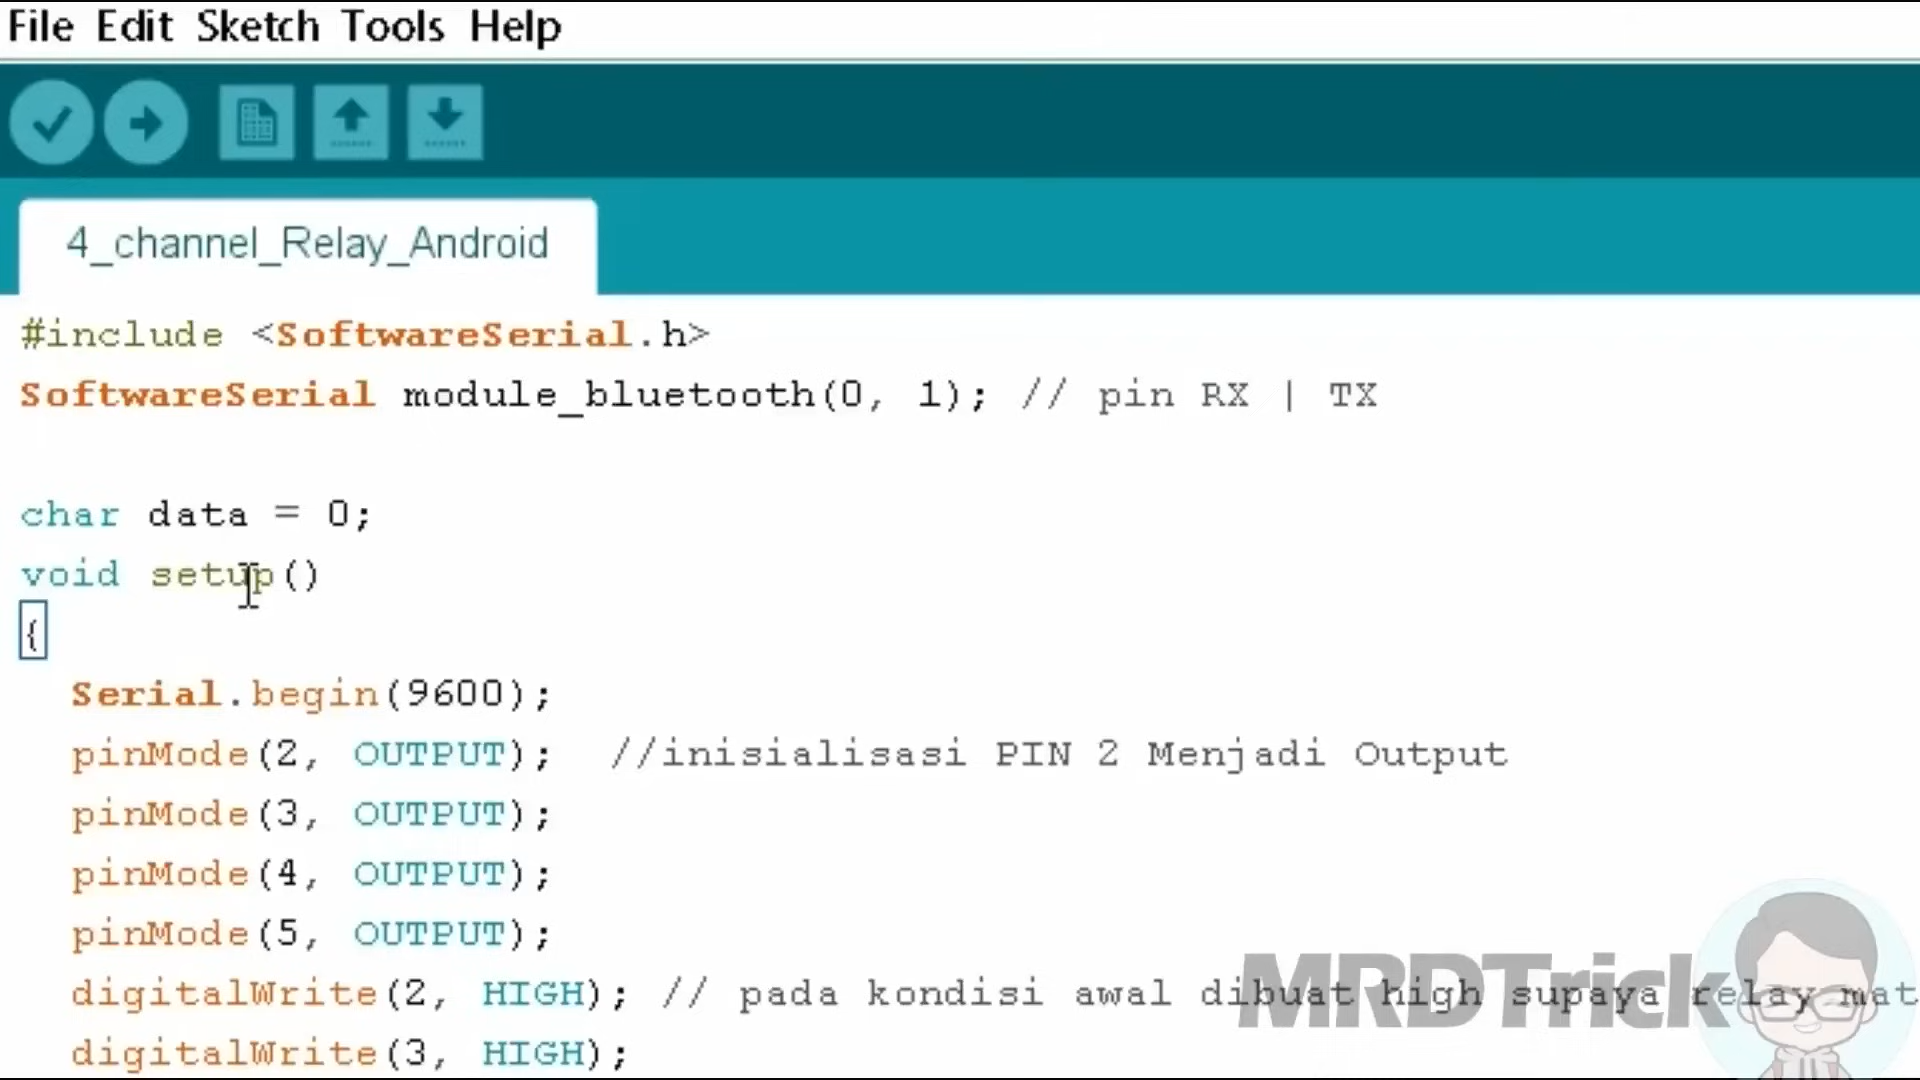 File Edit Sketch Tools Help
4_channel_Relay_Android
#include <SoftwareSerial.h>
SoftwareSerial module_bluetooth(0, 1); // pin RX | TX
char data = 0;
void setup()
{
Serial.begin(9600);
pinMode(2, OUTPUT); //inisialisasi PIN 2 Menjadi Output
pinMode(3, OUTPUT);
pinMode(4, OUTPUT);
pinMode(5, OUTPUT);
digitalWrite(2, HIGH); // pada kondisi awal dibuat high supaya relay mat
digitalWrite(3, HIGH);
MRDTrick